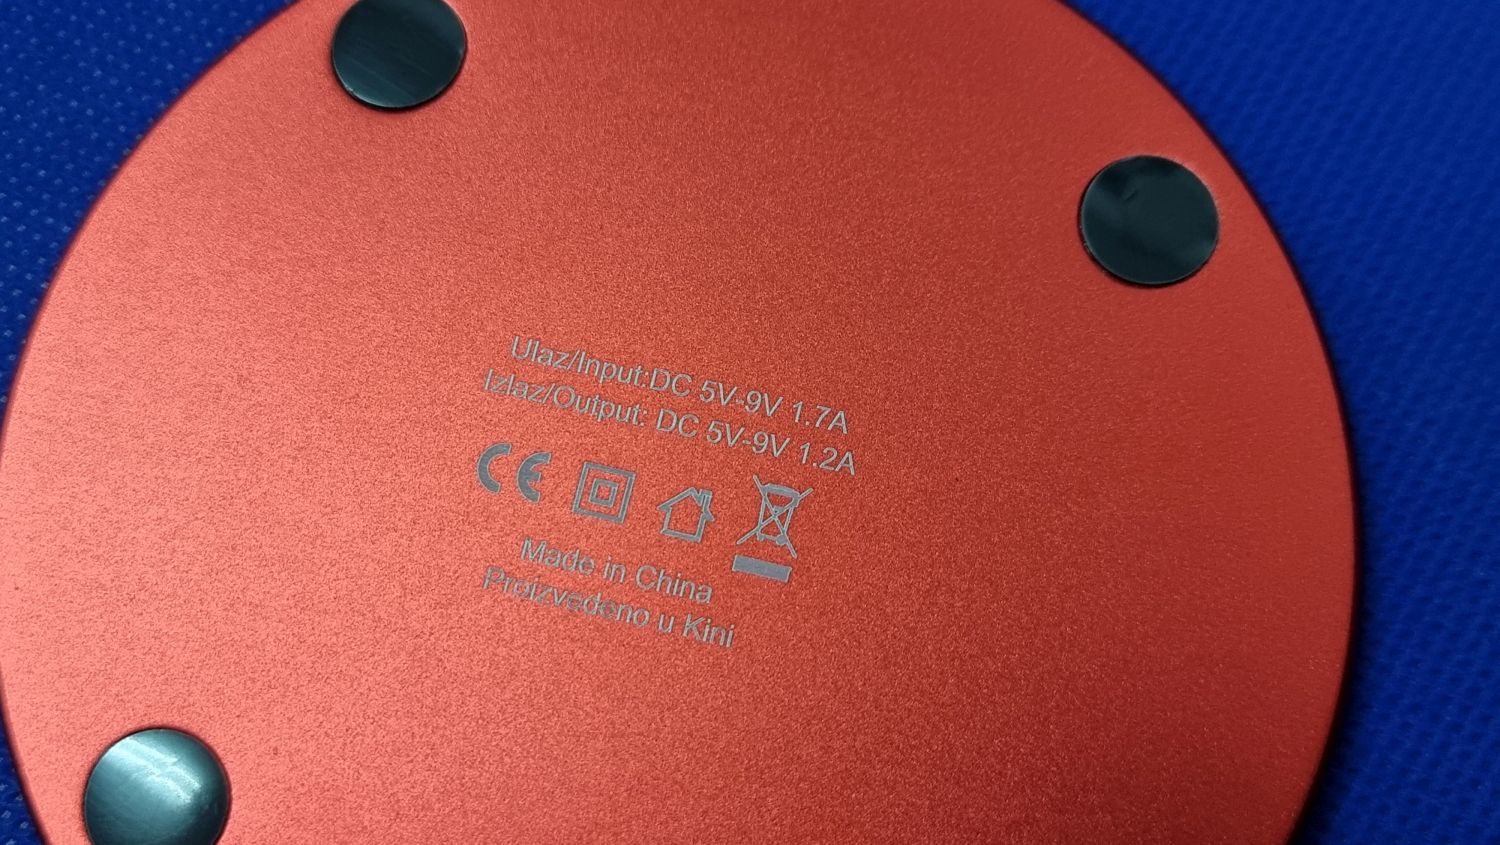 Ulaz/Input:DC 5V-9V 1.7A
Izlaz/Output: DC 5V-9V 1.2A
CE
Made in China
Proizvedeno u Kini